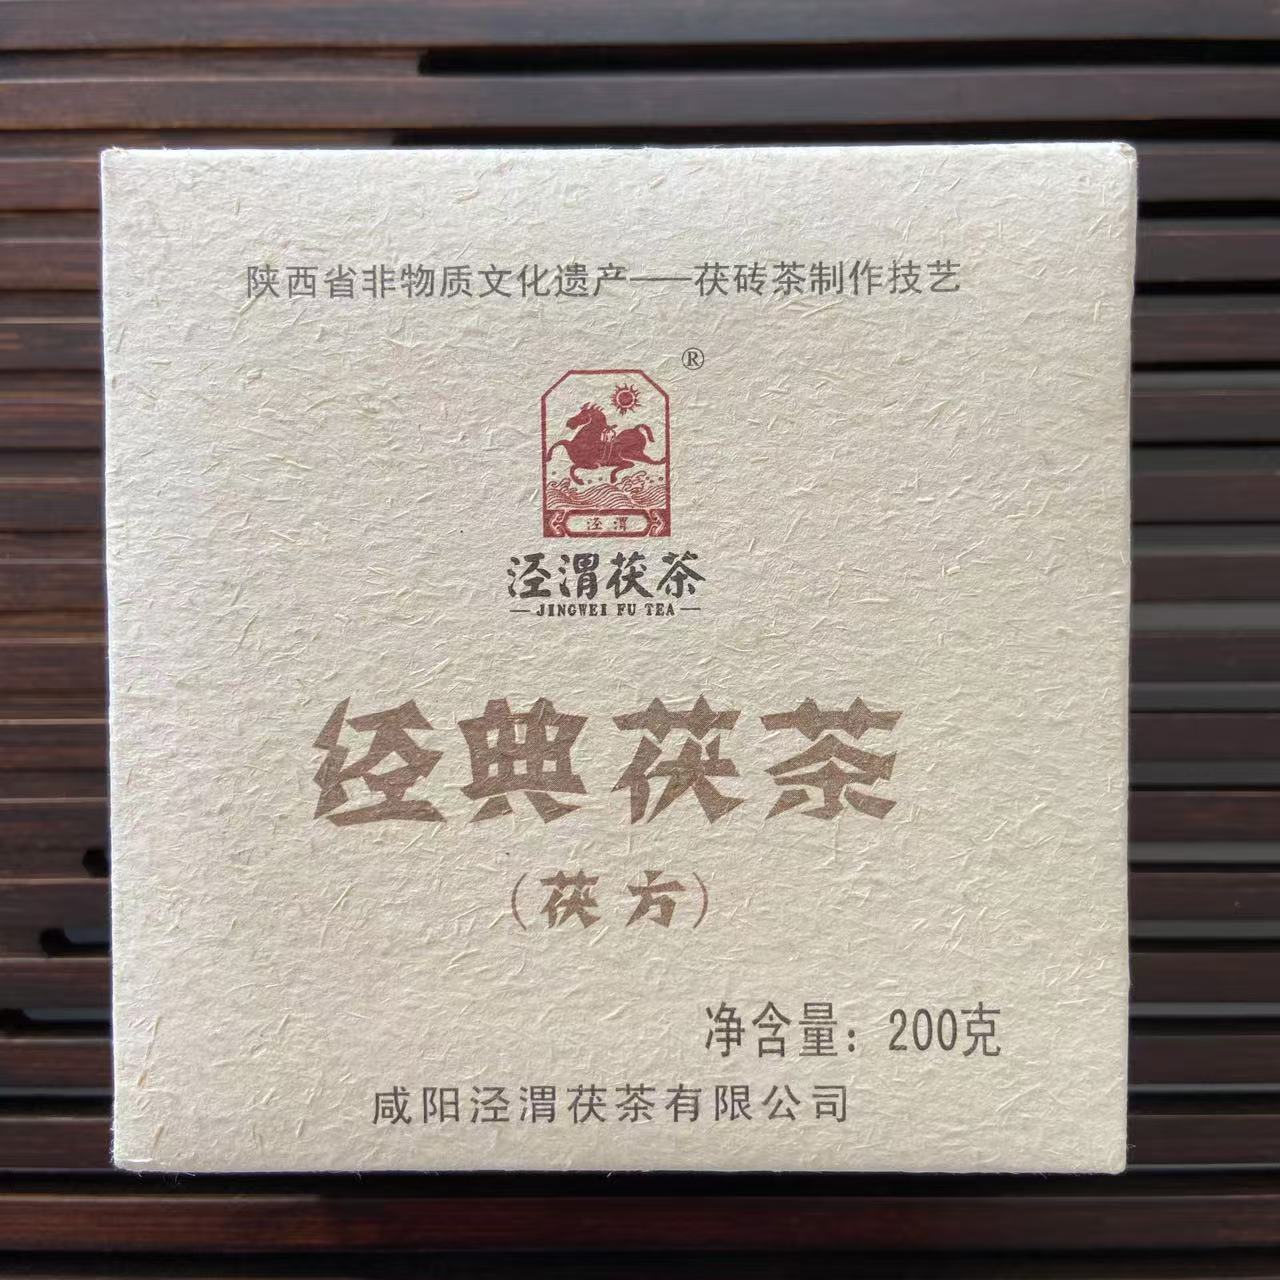 陕西省非物质文化遗产——茯砖茶制作技艺
®
泾渭
泾渭茯茶
JINGWEI FU TEA
经典茯茶
(茯方)
净含量：200克
咸阳泾渭茯茶有限公司